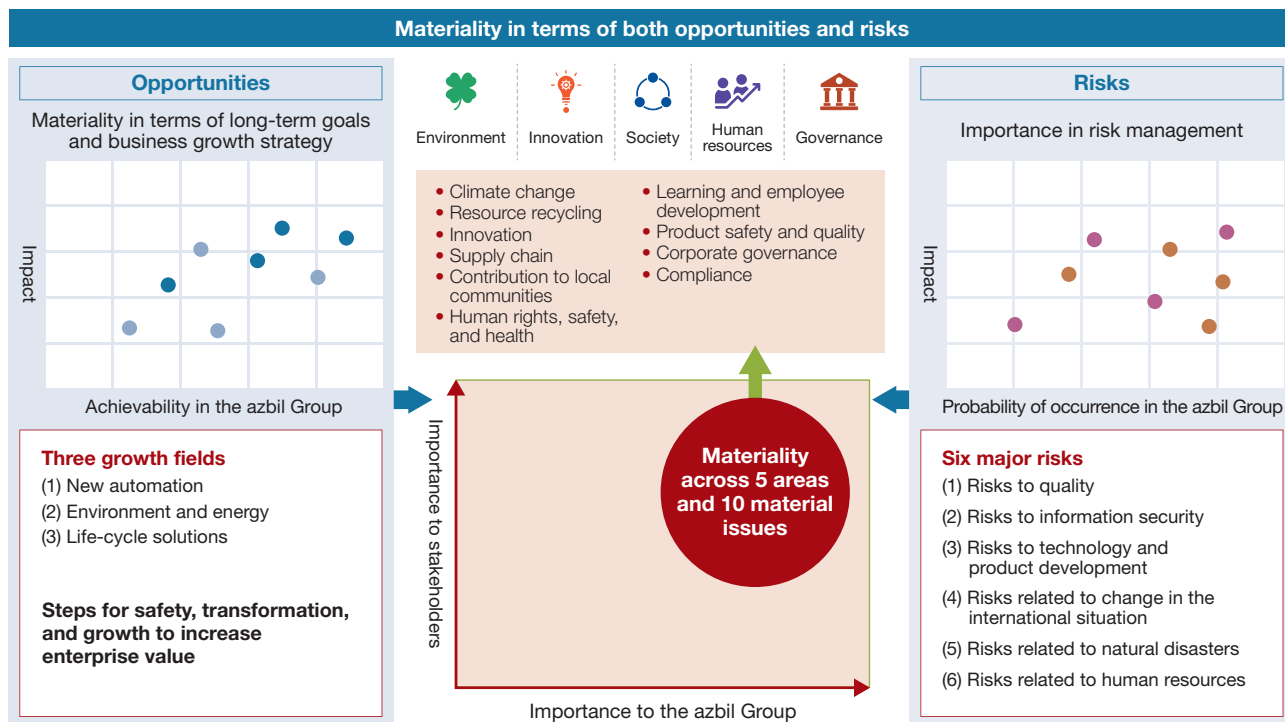 Materiality in terms of both opportunities and risks
Opportunities
Materiality in terms of long-term goals
and business growth strategy
Impact
Achievability in the azbil Group
Three growth fields
(1) New automation
(2) Environment and energy
(3) Life-cycle solutions
Steps for safety, transformation,
and growth to increase
enterprise value
Environment
Innovation
Society
Human
resources
Governance
• Climate change
• Resource recycling
• Innovation
• Supply chain
• Contribution to local
communities
• Human rights, safety,
and health
• Learning and employee
development
• Product safety and quality
• Corporate governance
• Compliance
Importance to stakeholders
Materiality
across 5 areas
and 10 material
issues
Importance to the azbil Group
Risks
Importance in risk management
Impact
Probability of occurrence in the azbil Group
Six major risks
(1) Risks to quality
(2) Risks to information security
(3) Risks to technology and
product development
(4) Risks related to change in the
international situation
(5) Risks related to natural disasters
(6) Risks related to human resources